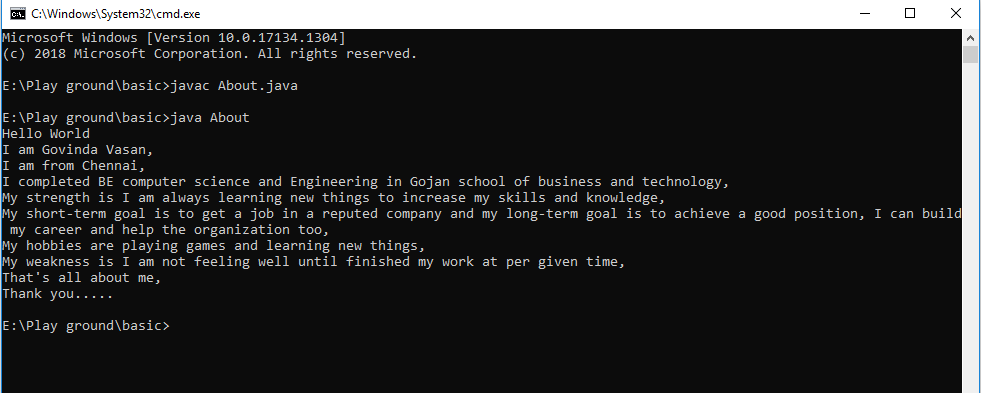 C:\Windows\System32\cmd.exe
Microsoft Windows [Version 10.0.17134.1304]
(c) 2018 Microsoft Corporation. All rights reserved.
E:\Play ground\basic>javac About.java
E:\Play ground\basic>java About
Hello World
I am Govinda Vasan,
I am from Chennai,
I completed BE computer science and Engineering in Gojan school of business and technology,
My strength is I am always learning new things to increase my skills and knowledge,
My short-term goal is to get a job in a reputed company and my long-term goal is to achieve a good position, I can build
my career and help the organization too,
My hobbies are playing games and learning new things,
My weakness is I am not feeling well until finished my work at per given time,
That's all about me,
Thank you.....
E:\Play ground\basic>